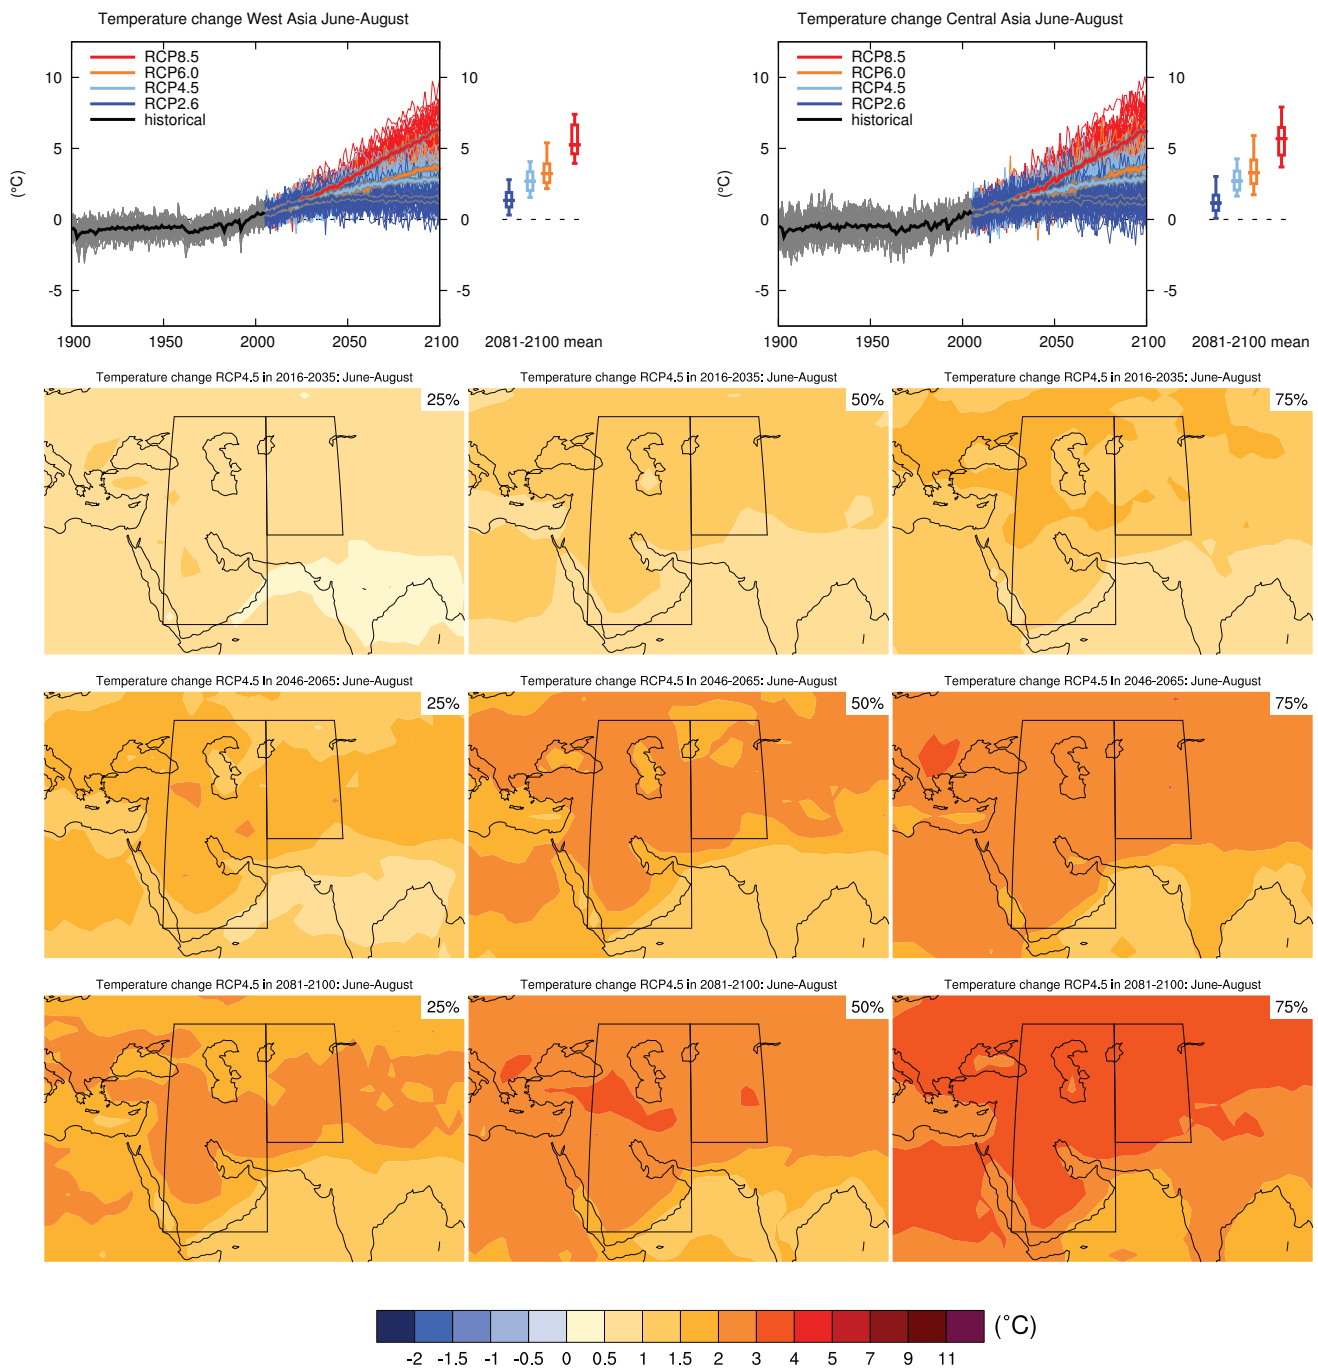 Temperature change West Asia June-August
Temperature change Central Asia June-August
RCP8.5
RCP6.0
RCP4.5
RCP2.6
historical
(°C)
10
5
0
-5
10
5
0
-5
1900
1950
2000
2050
2100
2081-2100 mean
RCP8.5
RCP6.0
RCP4.5
RCP2.6
historical
(°C)
10
5
0
-5
10
5
0
-5
1900
1950
2000
2050
2100
2081-2100 mean
Temperature change RCP4.5 in 2016-2035: June-August
25%
Temperature change RCP4.5 in 2016-2035: June-August
50%
Temperature change RCP4.5 in 2016-2035: June-August
75%
Temperature change RCP4.5 in 2046-2065: June-August
25%
Temperature change RCP4.5 in 2046-2065: June-August
50%
Temperature change RCP4.5 in 2046-2065: June-August
75%
Temperature change RCP4.5 in 2081-2100: June-August
25%
Temperature change RCP4.5 in 2081-2100: June-August
50%
Temperature change RCP4.5 in 2081-2100: June-August
75%
(°C)
-2 -1.5 -1 -0.5 0 0.5 1 1.5 2 3 4 5 7 9 11